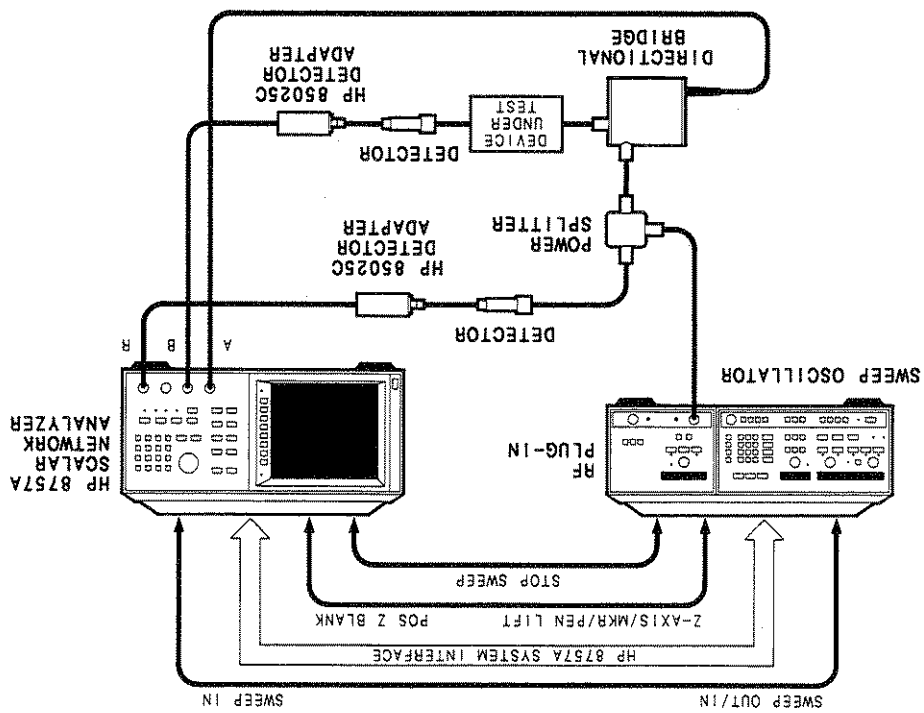 SWEEP OUT/IN
SWEEP IN
HP 8757A SYSTEM INTERFACE
Z-AXIS/MKR/PEN LIFT
POS Z BLANK
STOP SWEEP
HP 8757A
SCALAR
NETWORK
ANALYZER
RF
PLUG-IN
SWEEP OSCILLATOR
A
B
R
DETECTOR
HP 85025C
DETECTOR
ADAPTER
POWER
SPLITTER
DETECTOR
DEVICE
UNDER
TEST
HP 85025C
DETECTOR
ADAPTER
DIRECTIONAL
BRIDGE